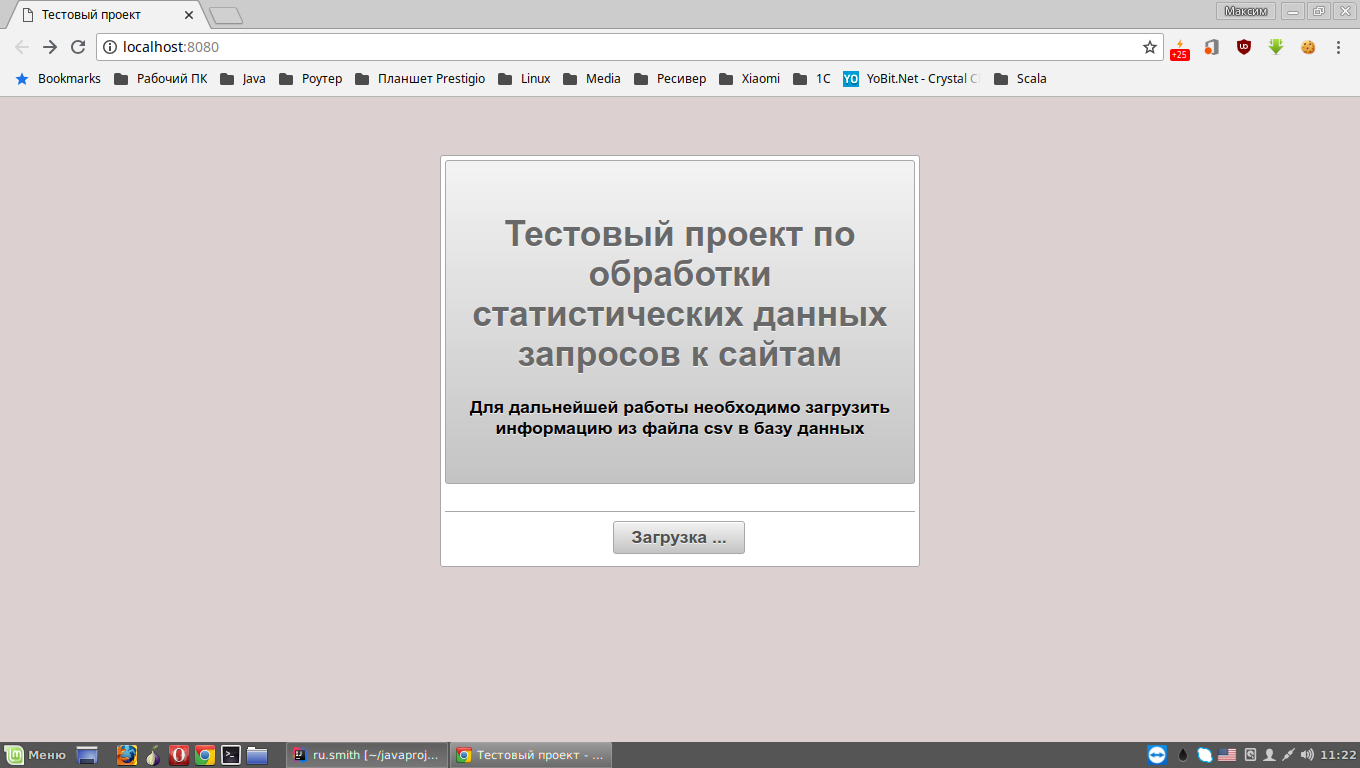 Тестовый проект
Максим
localhost:8080
+25
Bookmarks Рабочий ПК Java Роутер Планшет Prestigio Linux Media Ресивер Xiaomi 1C YO YoBit.Net - Crystal C Scala
Тестовый проект по
обработки
статистических данных
запросов к сайтам
Для дальнейшей работы необходимо загрузить
информацию из файла csv в базу данных
Загрузка ...
Меню ru.smith [~/javaproj... Тестовый проект - ... 11:22